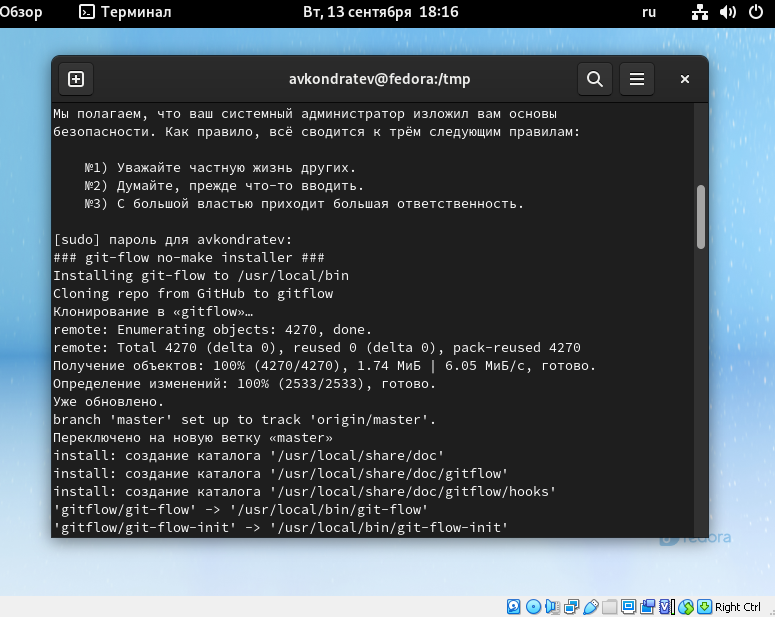 Обзор Терминал Вт, 13 сентября 18:16 ru
avkondratev@fedora:/tmp
Мы полагаем, что ваш системный администратор изложил вам основы
безопасности. Как правило, всё сводится к трём следующим правилам:
№1) Уважайте частную жизнь других.
№2) Думайте, прежде что-то вводить.
№3) С большой властью приходит большая ответственность.
[sudo] пароль для avkondratev:
### git-flow no-make installer ###
Installing git-flow to /usr/local/bin
Cloning repo from GitHub to gitflow
Клонирование в «gitflow»…
remote: Enumerating objects: 4270, done.
remote: Total 4270 (delta 0), reused 0 (delta 0), pack-reused 4270
Получение объектов: 100% (4270/4270), 1.74 МиБ | 6.05 МиБ/с, готово.
Определение изменений: 100% (2533/2533), готово.
Уже обновлено.
branch 'master' set up to track 'origin/master'.
Переключено на новую ветку «master»
install: создание каталога '/usr/local/share/doc'
install: создание каталога '/usr/local/share/doc/gitflow'
install: создание каталога '/usr/local/share/doc/gitflow/hooks'
'gitflow/git-flow' -> '/usr/local/bin/git-flow'
'gitflow/git-flow-init' -> '/usr/local/bin/git-flow-init'
fedora
Right Ctrl